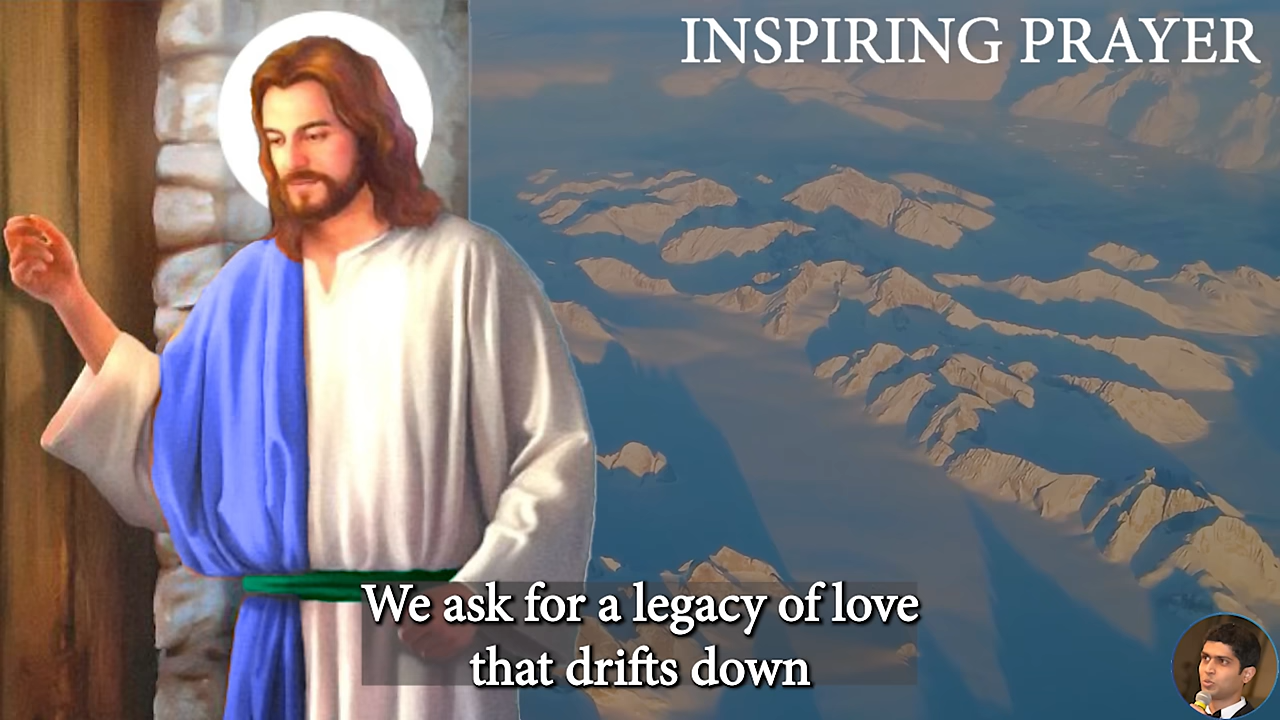 INSPIRING PRAYER
We ask for a legacy of love
that drifts down